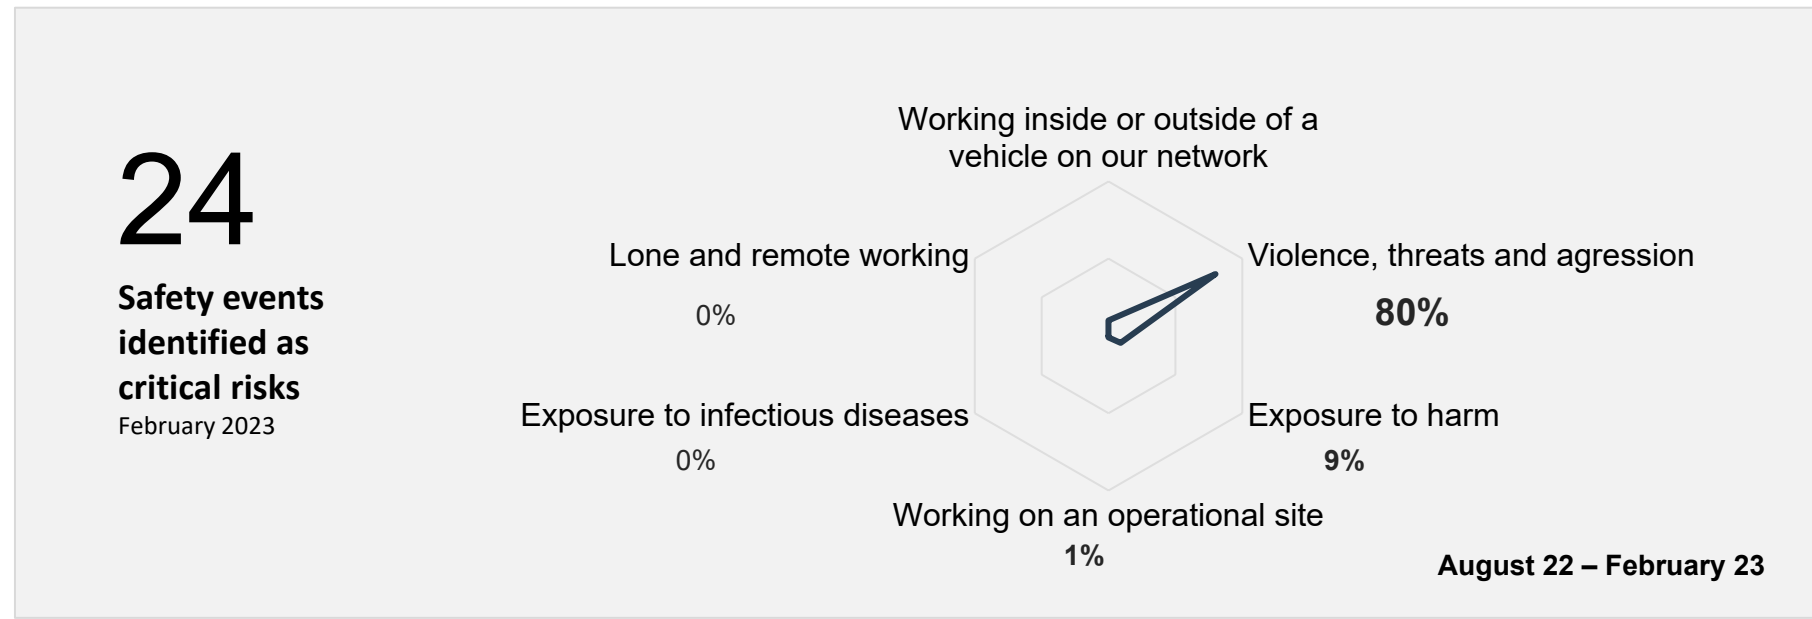 24
Safety events
identified as
critical risks
February 2023
Working inside or outside of a
vehicle on our network
Lone and remote working
0%
Violence, threats and agression
80%
Exposure to infectious diseases
0%
Exposure to harm
9%
Working on an operational site
1%
August 22 – February 23